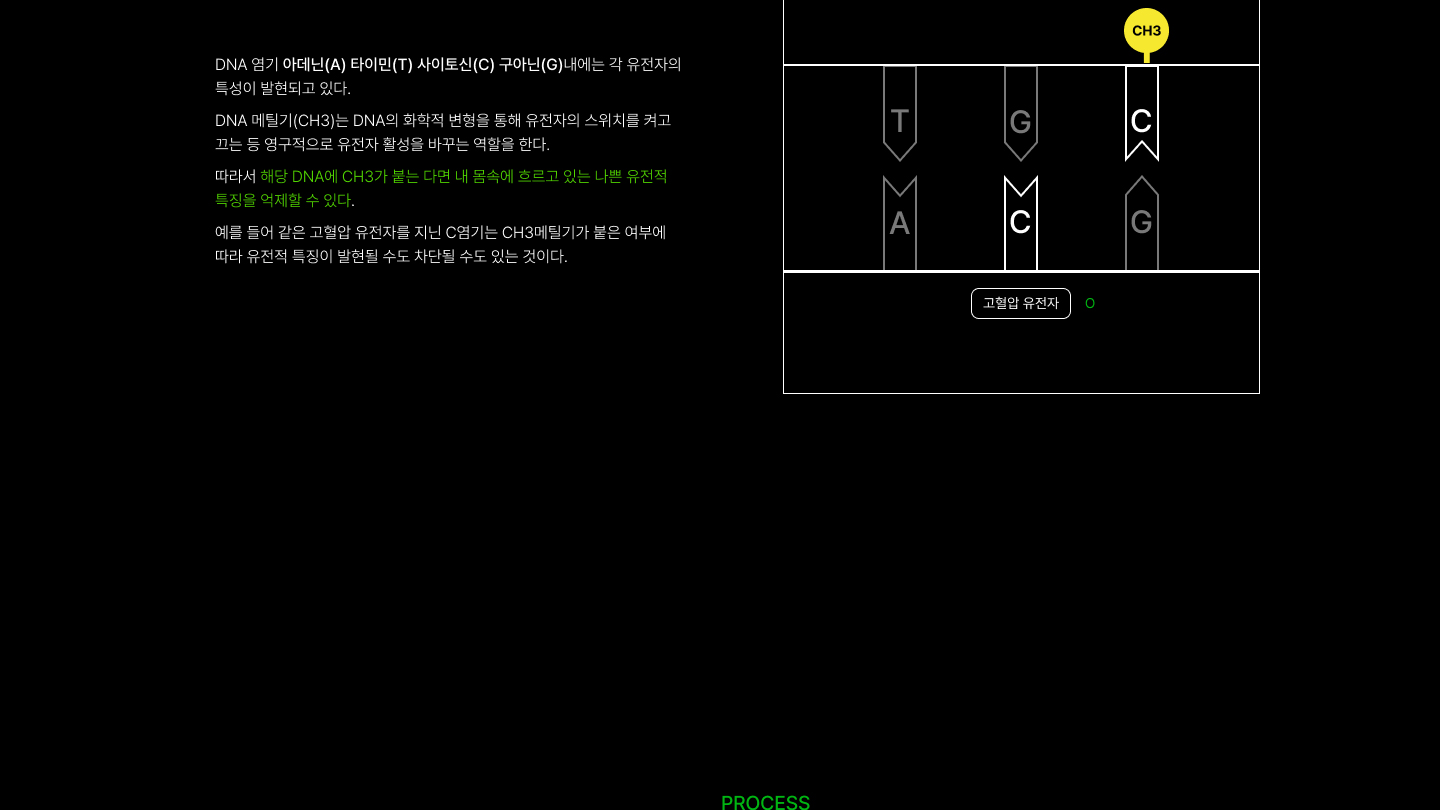 DNA 염기 아데닌(A) 타이민(T) 사이토신(C) 구아닌(G)내에는 각 유전자의
특성이 발현되고 있다.
DNA 메틸기(CH3)는 DNA의 화학적 변형을 통해 유전자의 스위치를 켜고
끄는 등 영구적으로 유전자 활성을 바꾸는 역할을 한다.
따라서 해당 DNA에 CH3가 붙는 다면 내 몸속에 흐르고 있는 나쁜 유전적
특징을 억제할 수 있다.
예를 들어 같은 고혈압 유전자를 지닌 C염기는 CH3메틸기가 붙은 여부에
따라 유전적 특징이 발현될 수도 차단될 수도 있는 것이다.
CH3
T G C
A C G
고혈압 유전자 O
PROCESS